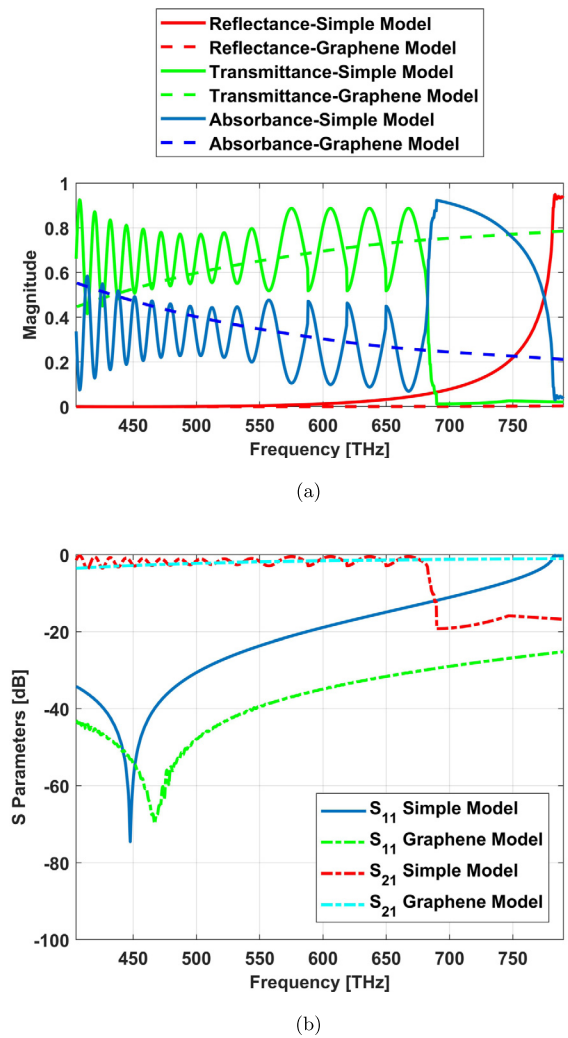 Reflectance-Simple Model
Reflectance-Graphene Model
Transmittance-Simple Model
Transmittance-Graphene Model
Absorbance-Simple Model
Absorbance-Graphene Model
1
0.8
0.6
0.4
0.2
0
Magnitude
450 500 550 600 650 700 750
Frequency [THz]
(a)
0
-20
-40
-60
-80
-100
S Parameters [dB]
S11 Simple Model
S11 Graphene Model
S21 Simple Model
S21 Graphene Model
450 500 550 600 650 700 750
Frequency [THz]
(b)